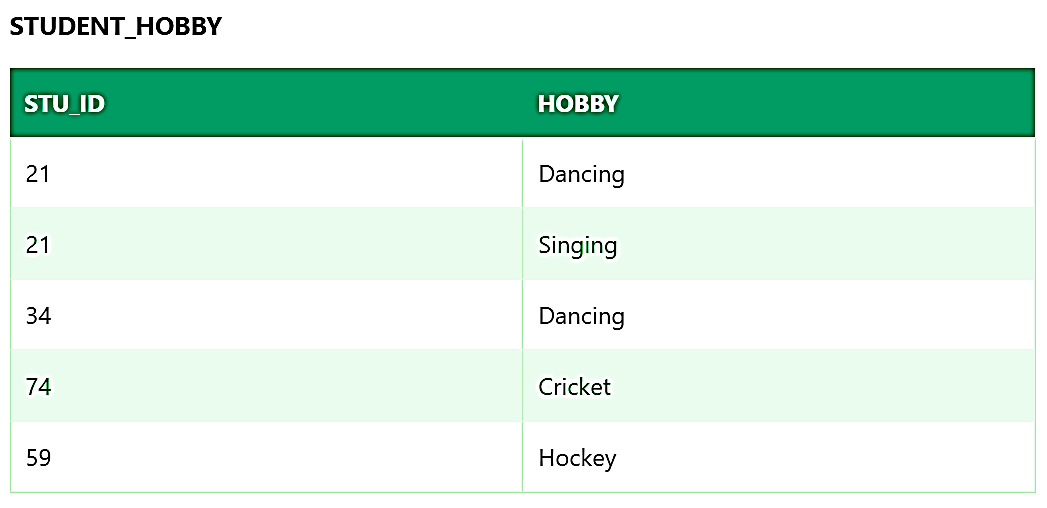 STUDENT_HOBBY
STU_ID HOBBY
21 Dancing
21 Singing
34 Dancing
74 Cricket
59 Hockey